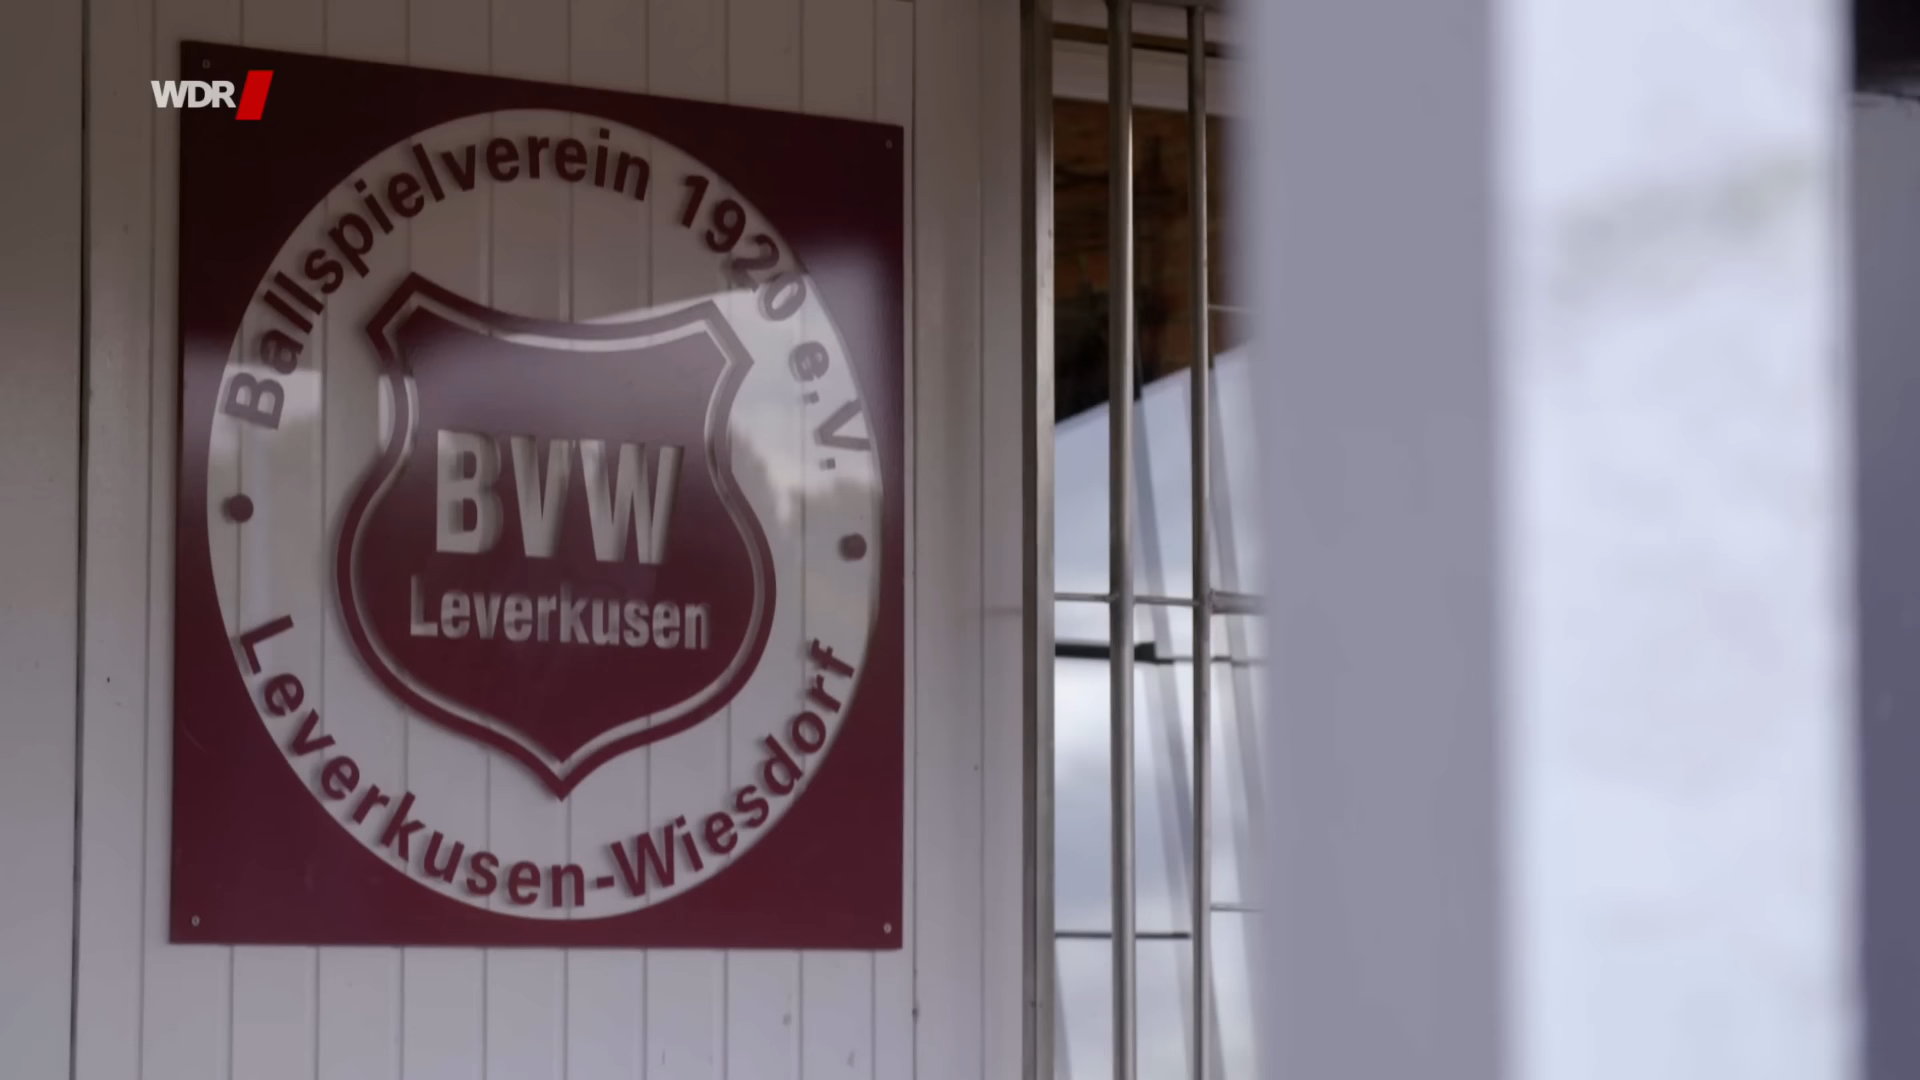 WDR
Ballspielverein 1920 e.V.
BVW
Leverkusen
Leverkusen-Wiesdorf